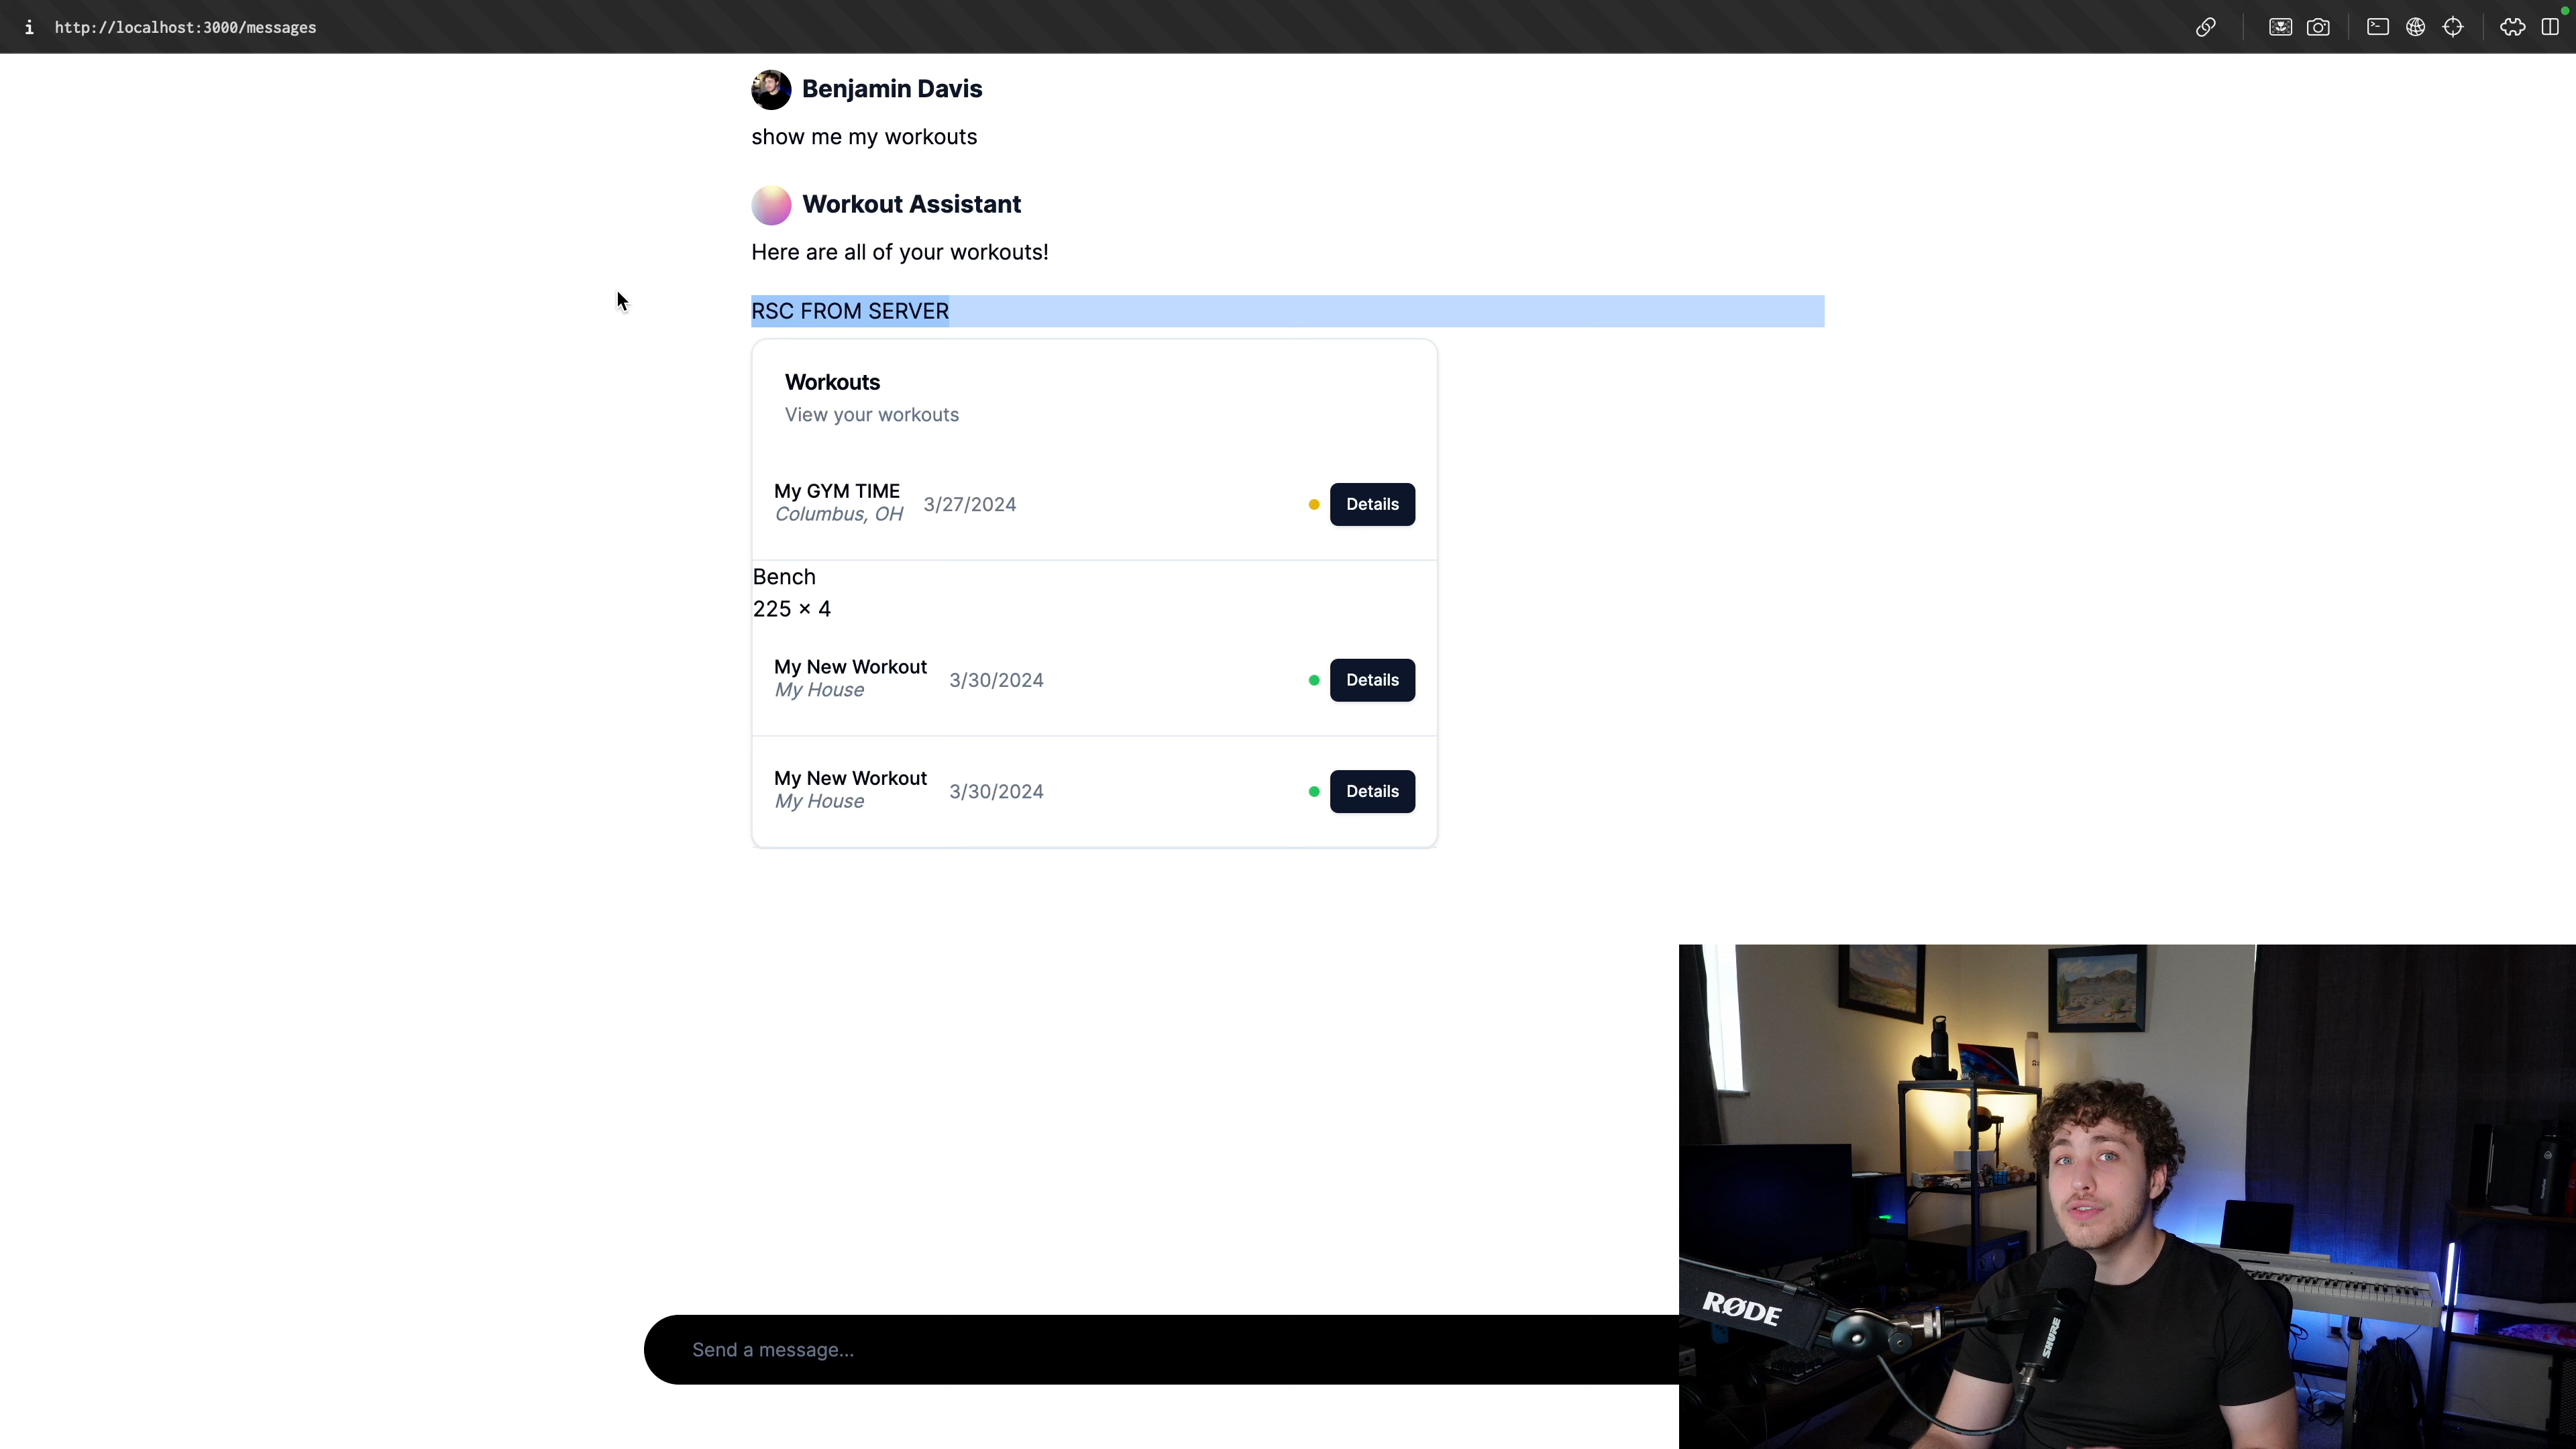 i http://localhost:3000/messages
Benjamin Davis
show me my workouts
Workout Assistant
Here are all of your workouts!
RSC FROM SERVER
Workouts
View your workouts
My GYM TIME
Columbus, OH
3/27/2024
Details
Bench
225 × 4
My New Workout
My House
3/30/2024
Details
My New Workout
My House
3/30/2024
Details
Send a message...
RØDE
SHURE